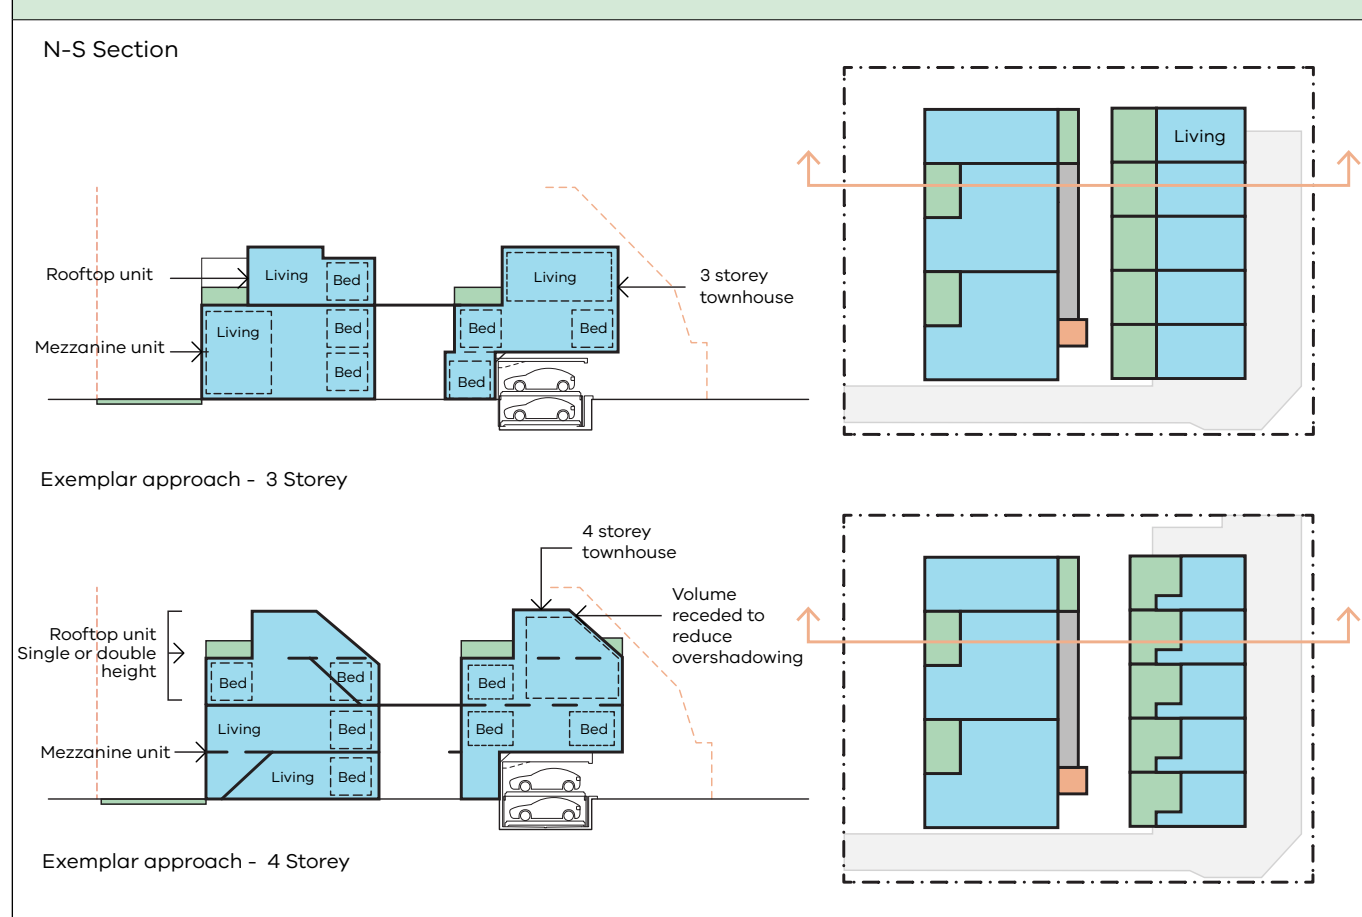 N-S Section
Living
Rooftop unit
Living
Bed
Living
3 storey
townhouse
Mezzanine unit
Living
Bed
Bed
Bed
Bed
Bed
Exemplar approach - 3 Storey
4 storey
townhouse
Volume
receded to
reduce
overshadowing
Rooftop unit
Single or double
height
Bed
Bed
Bed
Mezzanine unit
Living
Bed
Bed
Bed
Living
Bed
Exemplar approach - 4 Storey